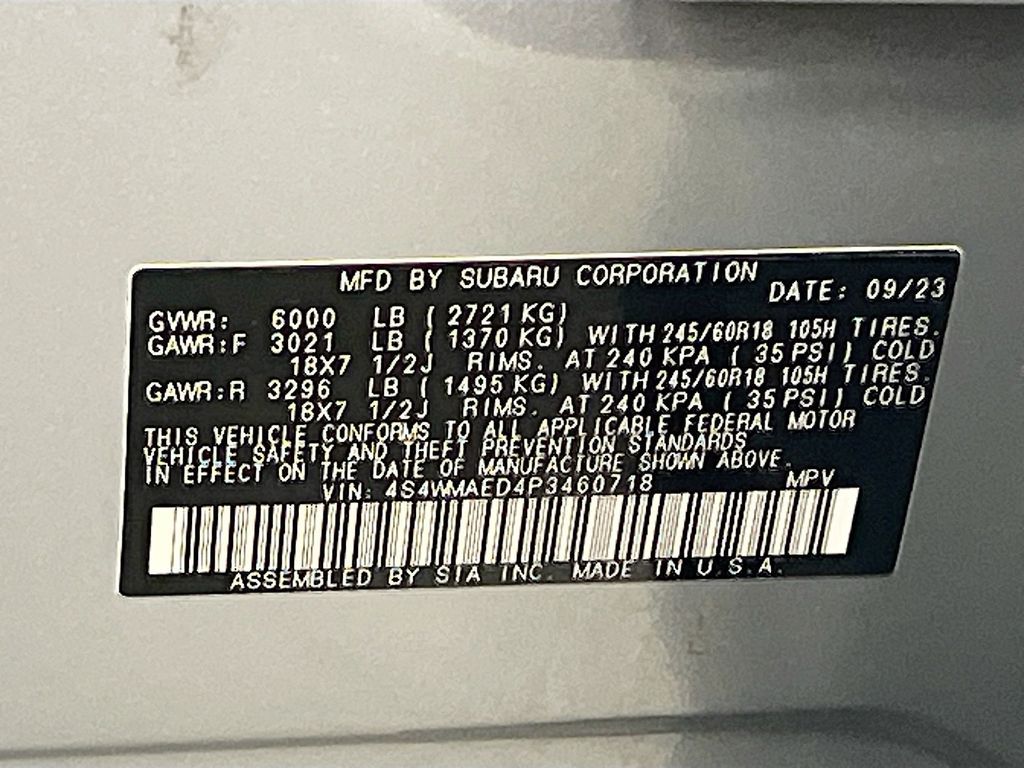 MFD BY SUBARU CORPORATION
DATE: 09/23
GVWR: 6000 LB ( 2721 KG)
GAWR:F 3021 LB ( 1370 KG) WITH 245/60R18 105H TIRES.
18X7 1/2J RIMS. AT 240 KPA ( 35 PSI) COLD
GAWR:R 3296 LB ( 1495 KG) WITH 245/60R18 105H TIRES.
18X7 1/2J RIMS. AT 240 KPA ( 35 PSI) COLD
THIS VEHICLE CONFORMS TO ALL APPLICABLE FEDERAL MOTOR
VEHICLE SAFETY AND THEFT PREVENTION STANDARDS
IN EFFECT ON THE DATE OF MANUFACTURE SHOWN ABOVE.
VIN: 4S4WMAED4P3460718 MPV
ASSEMBLED BY SIA INC. MADE IN U.S.A.